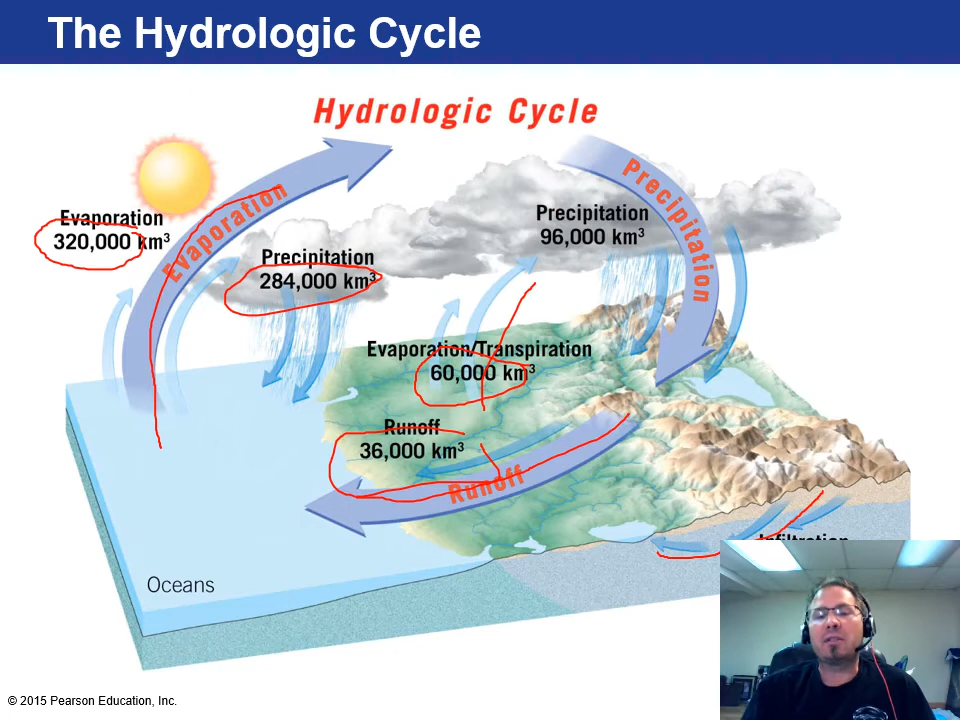 The Hydrologic Cycle
Hydrologic Cycle
Evaporation
Precipitation
Evaporation
320,000 km³
Precipitation
284,000 km³
Precipitation
96,000 km³
Evaporation/Transpiration
60,000 km³
Runoff
36,000 km³
Runoff
Infiltration
Oceans
© 2015 Pearson Education, Inc.